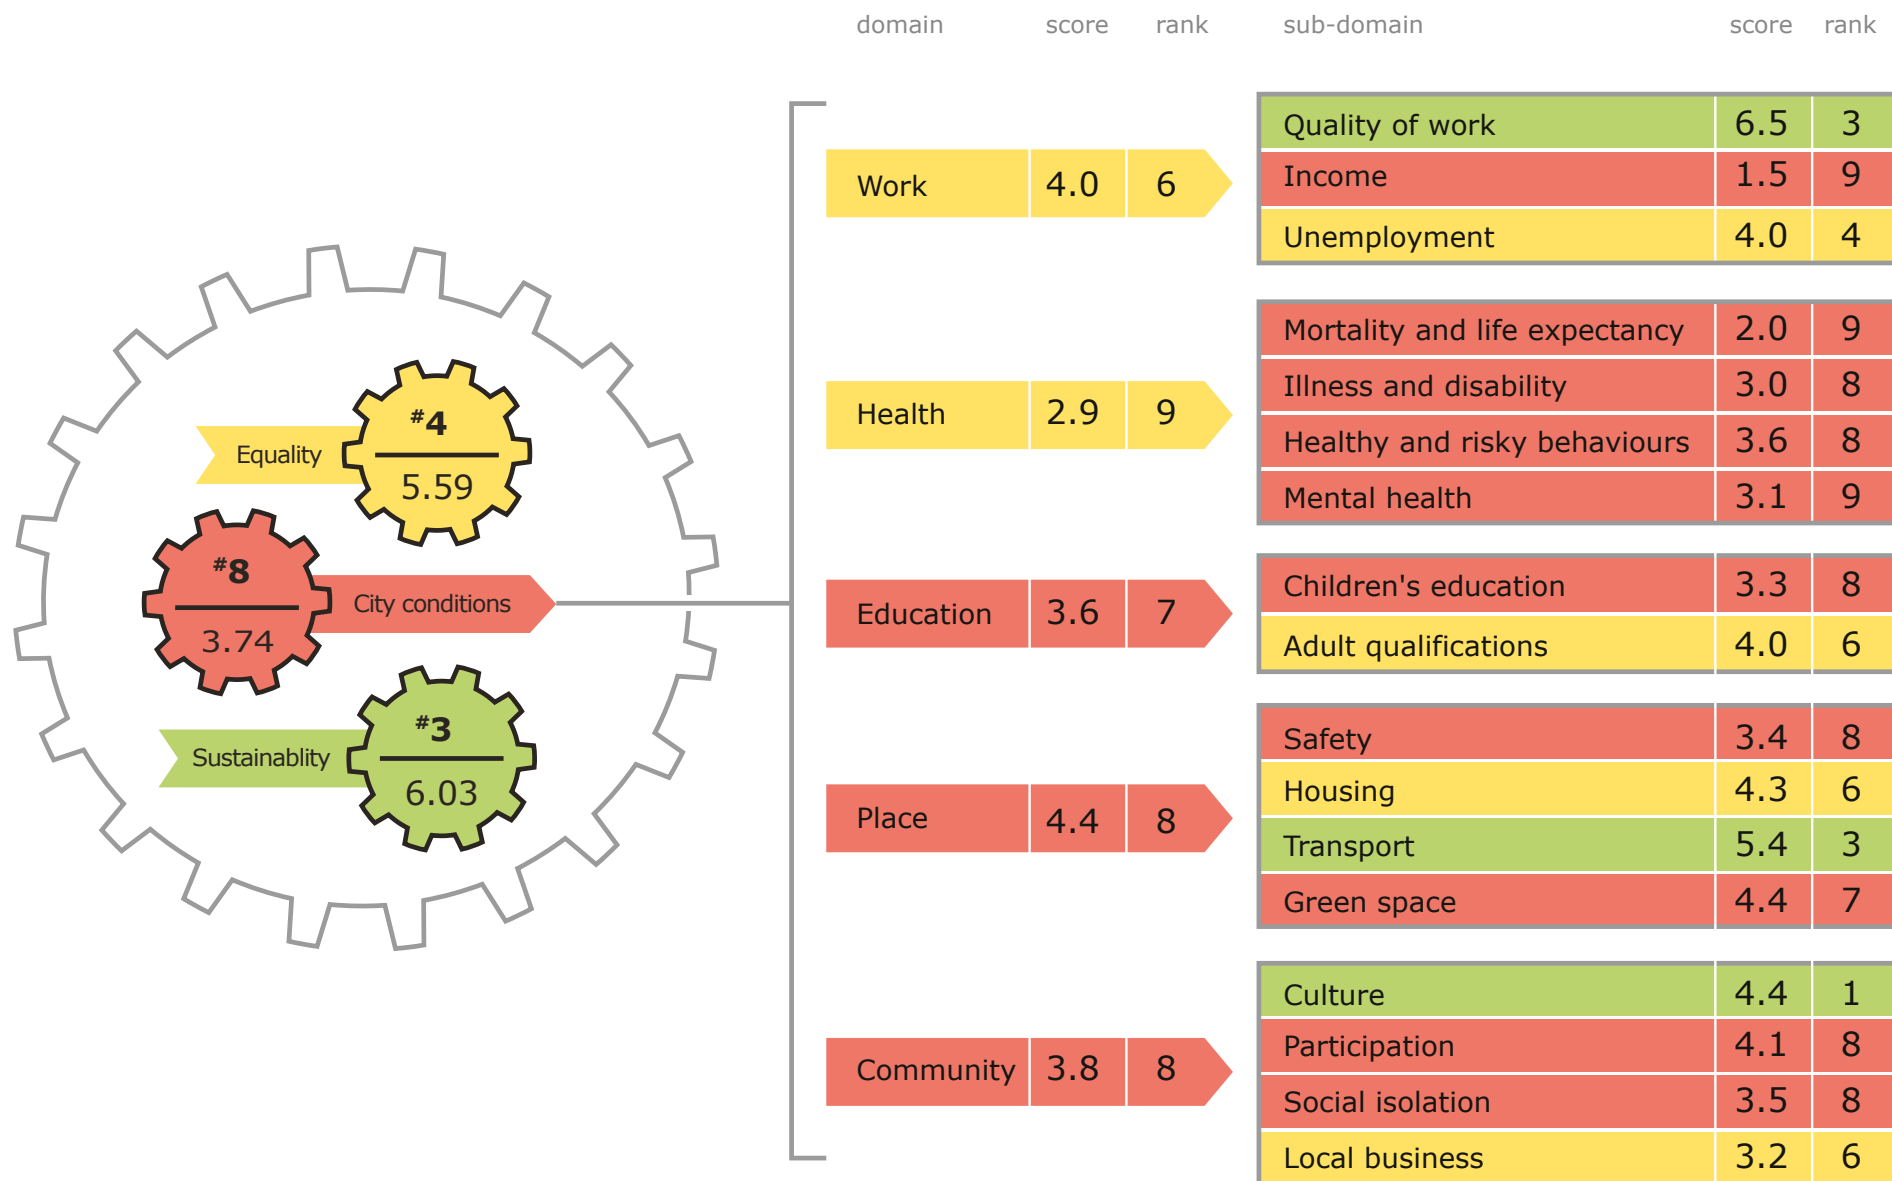 domain score rank sub-domain score rank
Equality
#4
5.59
#8
3.74
City conditions
Sustainablity
#3
6.03
Work 4.0 6
Quality of work 6.5 3
Income 1.5 9
Unemployment 4.0 4
Health 2.9 9
Mortality and life expectancy 2.0 9
Illness and disability 3.0 8
Healthy and risky behaviours 3.6 8
Mental health 3.1 9
Education 3.6 7
Children's education 3.3 8
Adult qualifications 4.0 6
Place 4.4 8
Safety 3.4 8
Housing 4.3 6
Transport 5.4 3
Green space 4.4 7
Community 3.8 8
Culture 4.4 1
Participation 4.1 8
Social isolation 3.5 8
Local business 3.2 6